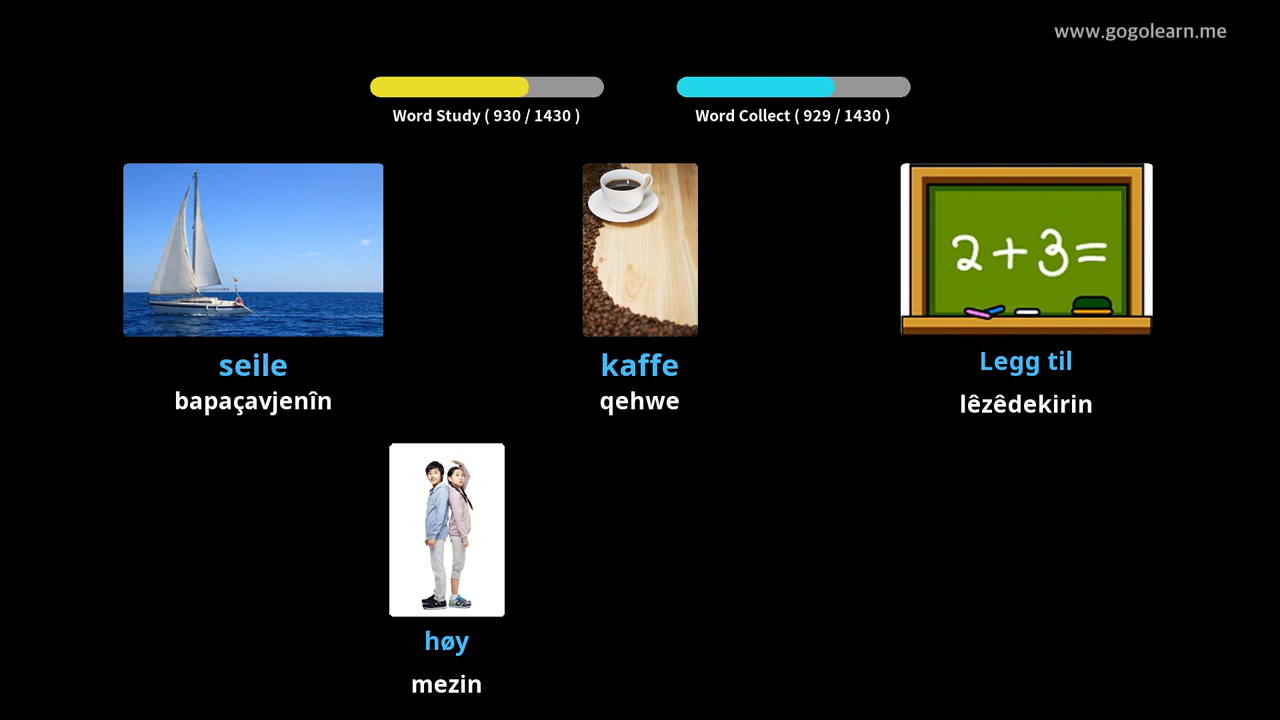 www.gogolearn.me
Word Study ( 930 / 1430 )
Word Collect ( 929 / 1430 )
2+3=
seile
bapaçavjenîn
kaffe
qehwe
Legg til
lêzêdekirin
høy
mezin